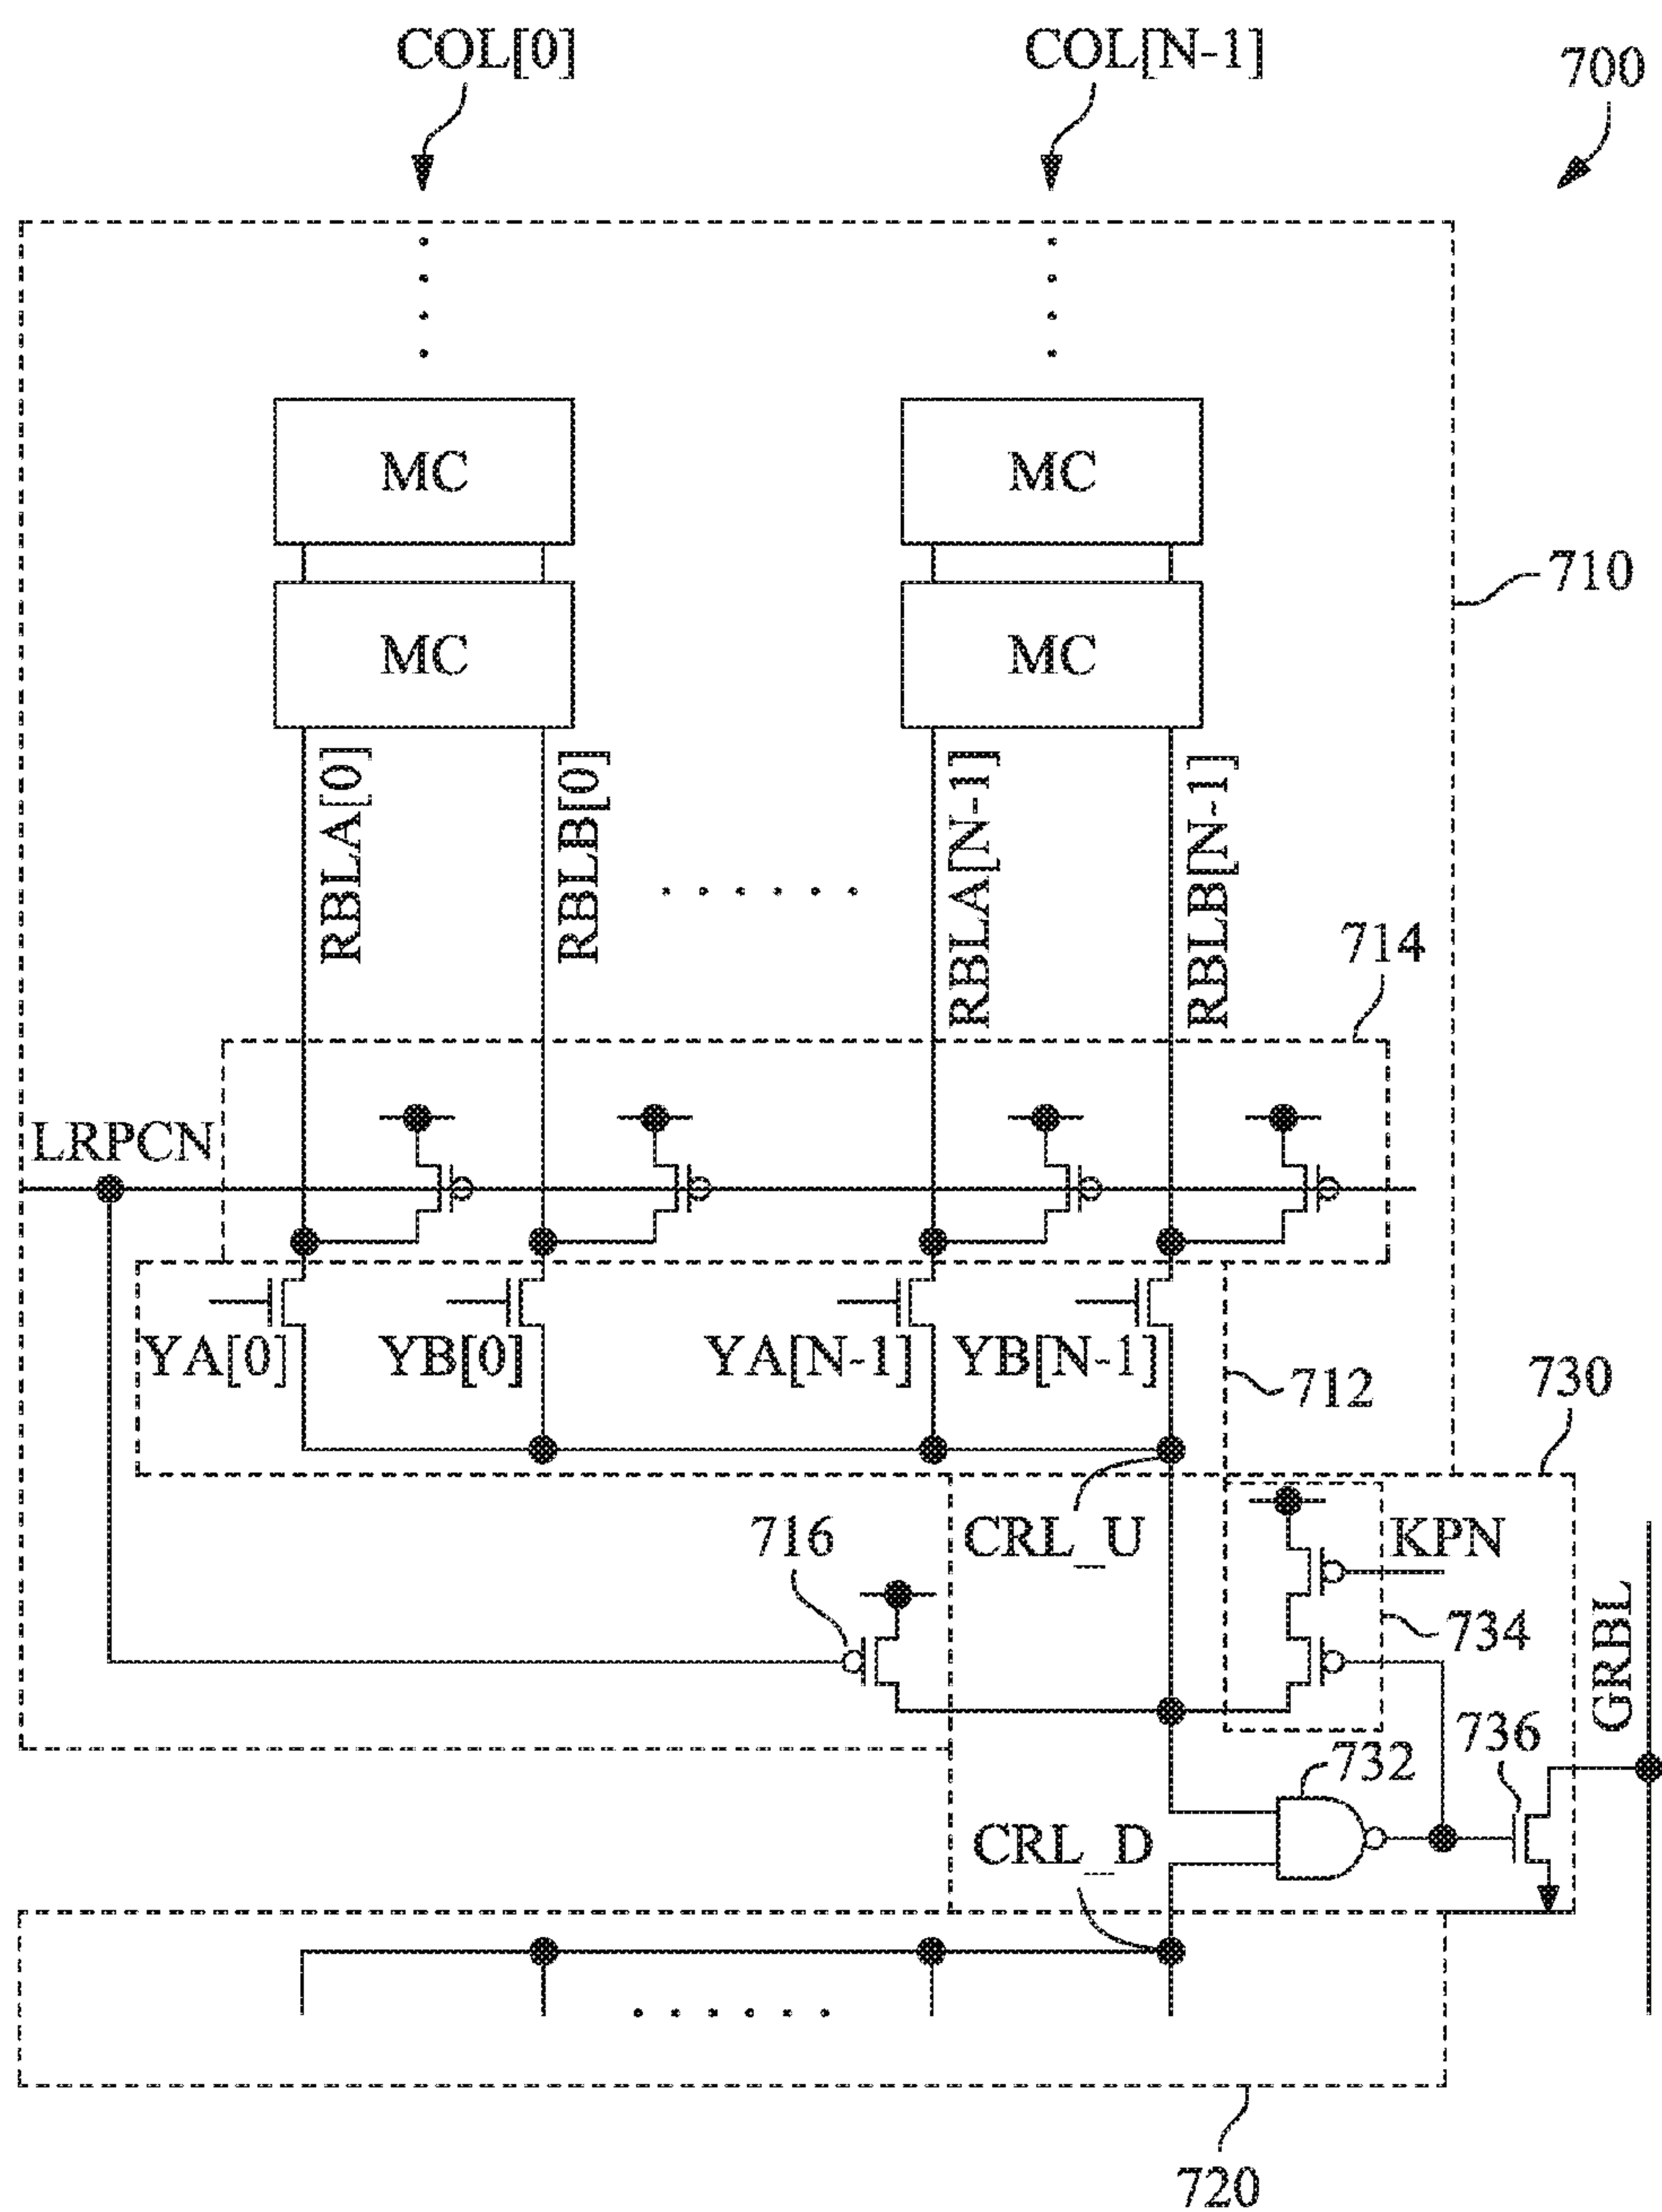 COL[0]
COL[N-1]
700
MC
MC
710
MC
MC
RBLA[0]
RBLB[0]
RBLA[N-1]
RBLB[N-1]
714
LRPCN
YA[0]
YB[0]
YA[N-1]
YB[N-1]
712
730
716
CRL_U
KPN
734
GRBL
732
736
CRL_D
720